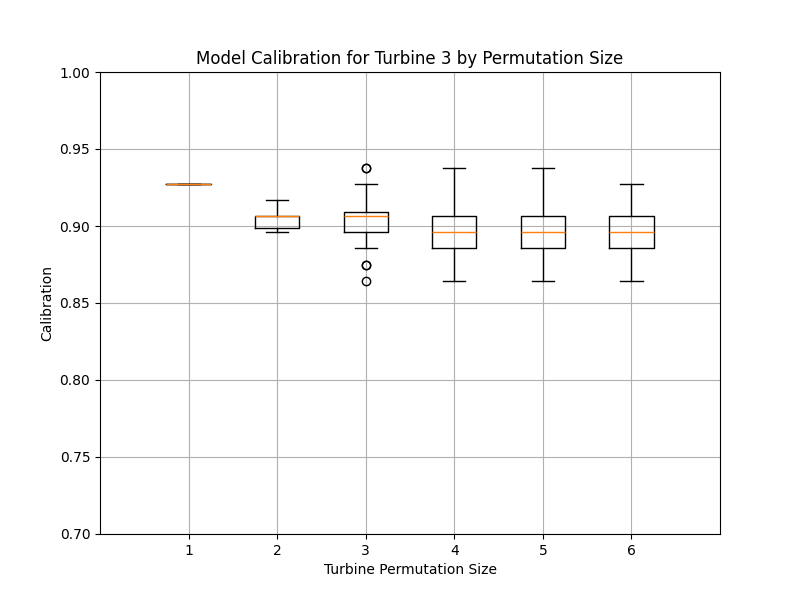 Model Calibration for Turbine 3 by Permutation Size
1.00
0.95
0.90
0.85
0.80
0.75
0.70
Calibration
1 2 3 4 5 6
Turbine Permutation Size